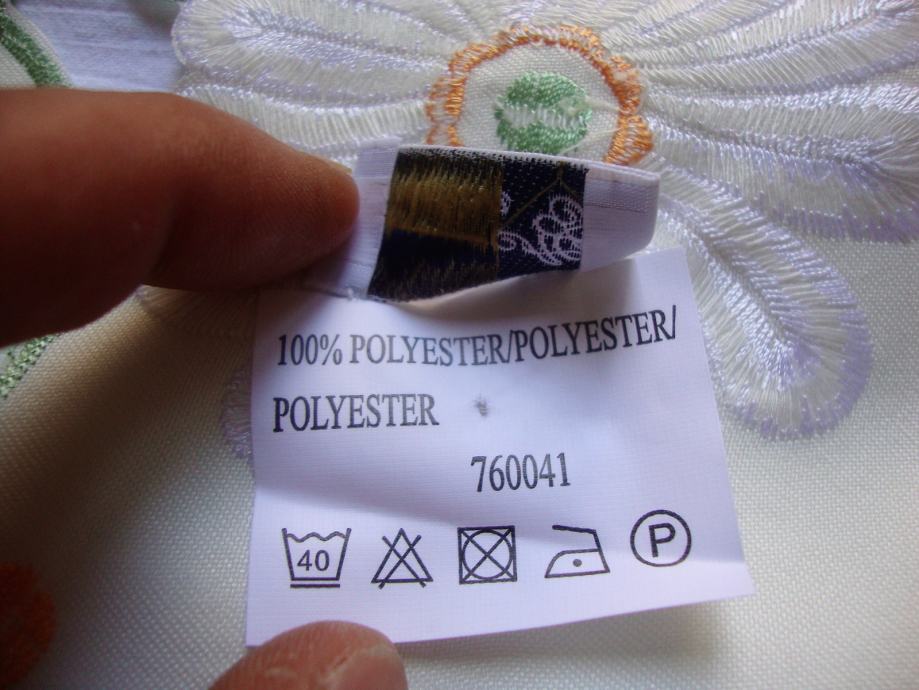 100% POLYESTER/POLYESTER/
POLYESTER
760041
40 P